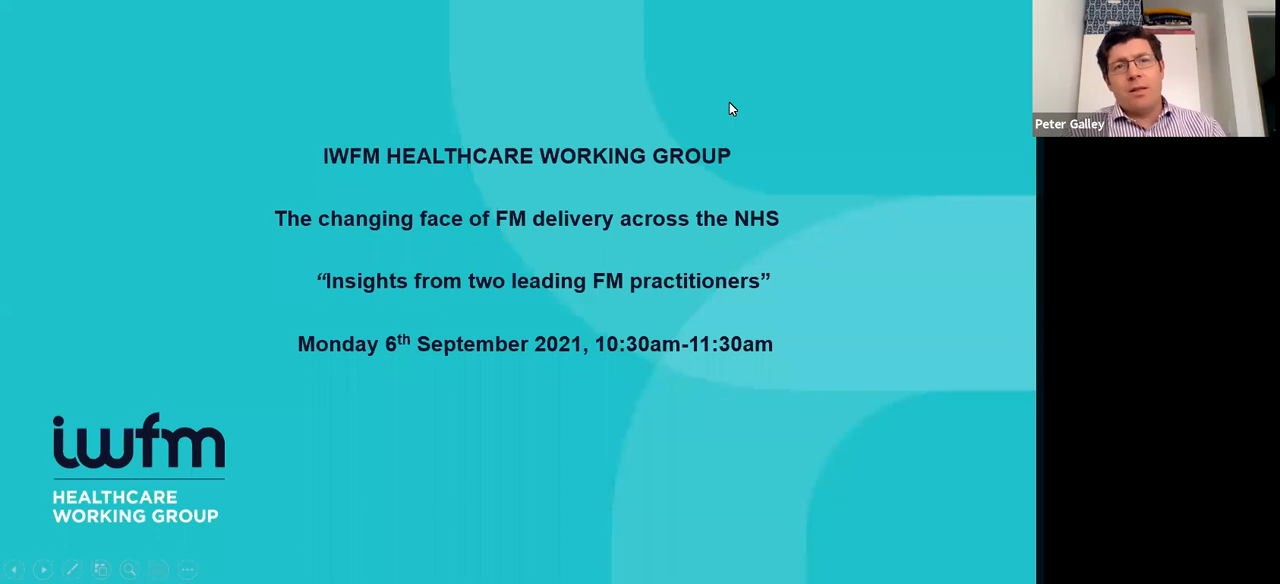 IWFM HEALTHCARE WORKING GROUP
The changing face of FM delivery across the NHS
“Insights from two leading FM practitioners”
Monday 6th September 2021, 10:30am-11:30am
iwfm
HEALTHCARE
WORKING GROUP
Peter Galley